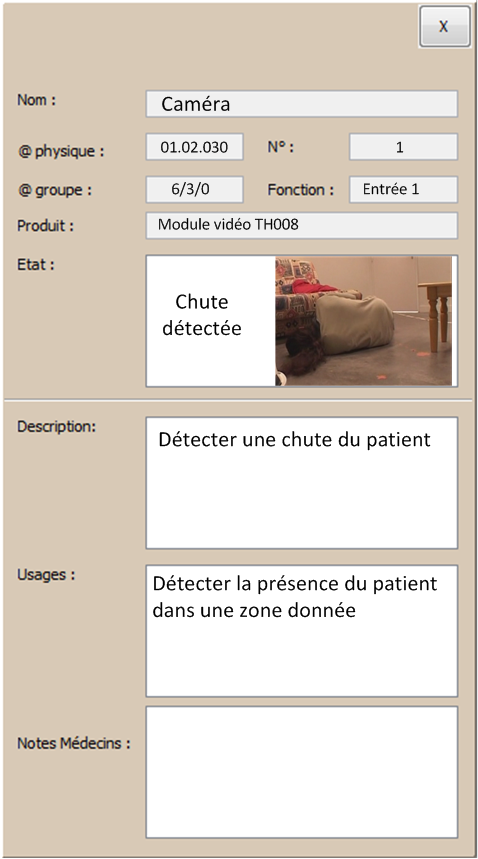 X
Nom : Caméra
@ physique : 01.02.030 N° : 1
@ groupe : 6/3/0 Fonction : Entrée 1
Produit : Module vidéo TH008
Etat : Chute
détectée
Description: Détecter une chute du patient
Usages : Détecter la présence du patient
dans une zone donnée
Notes Médecins :